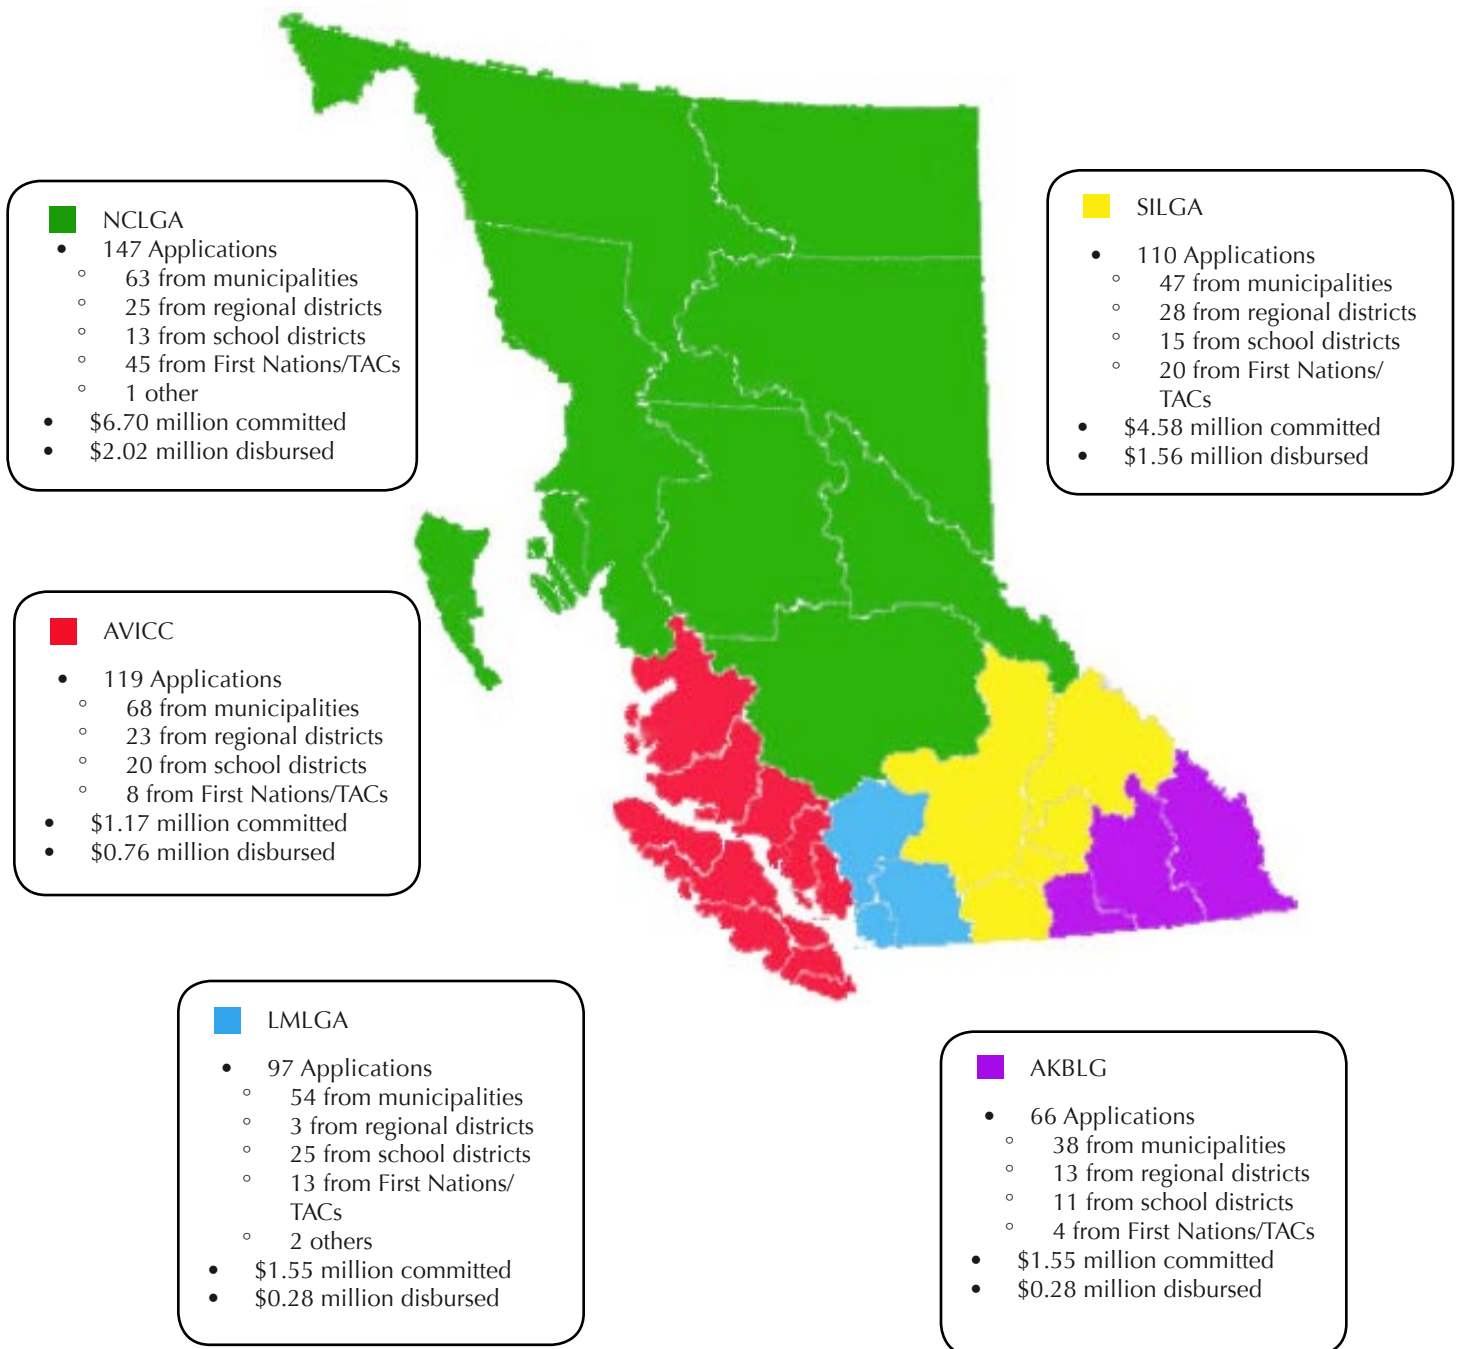 NCLGA
• 147 Applications
° 63 from municipalities
° 25 from regional districts
° 13 from school districts
° 45 from First Nations/TACs
° 1 other
• $6.70 million committed
• $2.02 million disbursed
SILGA
• 110 Applications
° 47 from municipalities
° 28 from regional districts
° 15 from school districts
° 20 from First Nations/
TACs
• $4.58 million committed
• $1.56 million disbursed
AVICC
• 119 Applications
° 68 from municipalities
° 23 from regional districts
° 20 from school districts
° 8 from First Nations/TACs
• $1.17 million committed
• $0.76 million disbursed
LMLGA
• 97 Applications
° 54 from municipalities
° 3 from regional districts
° 25 from school districts
° 13 from First Nations/
TACs
° 2 others
• $1.55 million committed
• $0.28 million disbursed
AKBLG
• 66 Applications
° 38 from municipalities
° 13 from regional districts
° 11 from school districts
° 4 from First Nations/TACs
• $1.55 million committed
• $0.28 million disbursed